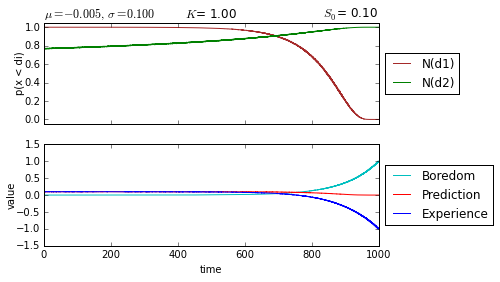 μ=−0.005, σ=0.100 K= 1.00 S₀= 0.10
1.0
0.8
0.6
0.4
0.2
0.0
p(x < di)
N(d1)
N(d2)
1.5
1.0
0.5
0.0
−0.5
−1.0
−1.5
value
0 200 400 600 800 1000
time
Boredom
Prediction
Experience